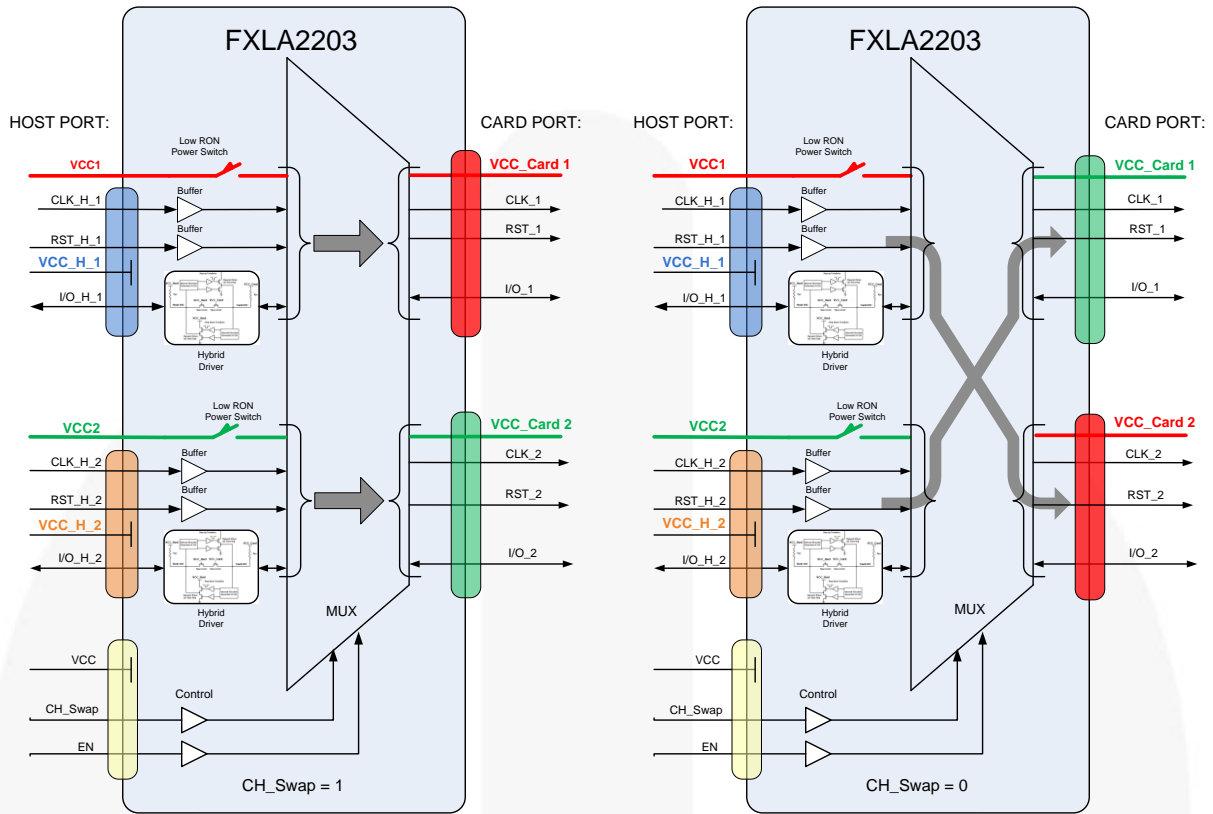 FXLA2203
HOST PORT:
CARD PORT:
Low RON
Power Switch
VCC1
VCC_Card 1
CLK_H_1
Buffer
CLK_1
RST_H_1
Buffer
RST_1
VCC_H_1
I/O_H_1
I/O_1
Hybrid
Driver
Low RON
Power Switch
VCC2
VCC_Card 2
CLK_H_2
Buffer
CLK_2
RST_H_2
Buffer
RST_2
VCC_H_2
I/O_H_2
I/O_2
Hybrid
Driver
MUX
VCC
Control
CH_Swap
EN
CH_Swap = 1
FXLA2203
HOST PORT:
CARD PORT:
Low RON
Power Switch
VCC1
VCC_Card 1
CLK_H_1
Buffer
CLK_1
RST_H_1
Buffer
RST_1
VCC_H_1
I/O_H_1
I/O_1
Hybrid
Driver
Low RON
Power Switch
VCC2
VCC_Card 2
CLK_H_2
Buffer
CLK_2
RST_H_2
Buffer
RST_2
VCC_H_2
I/O_H_2
I/O_2
Hybrid
Driver
MUX
VCC
Control
CH_Swap
EN
CH_Swap = 0